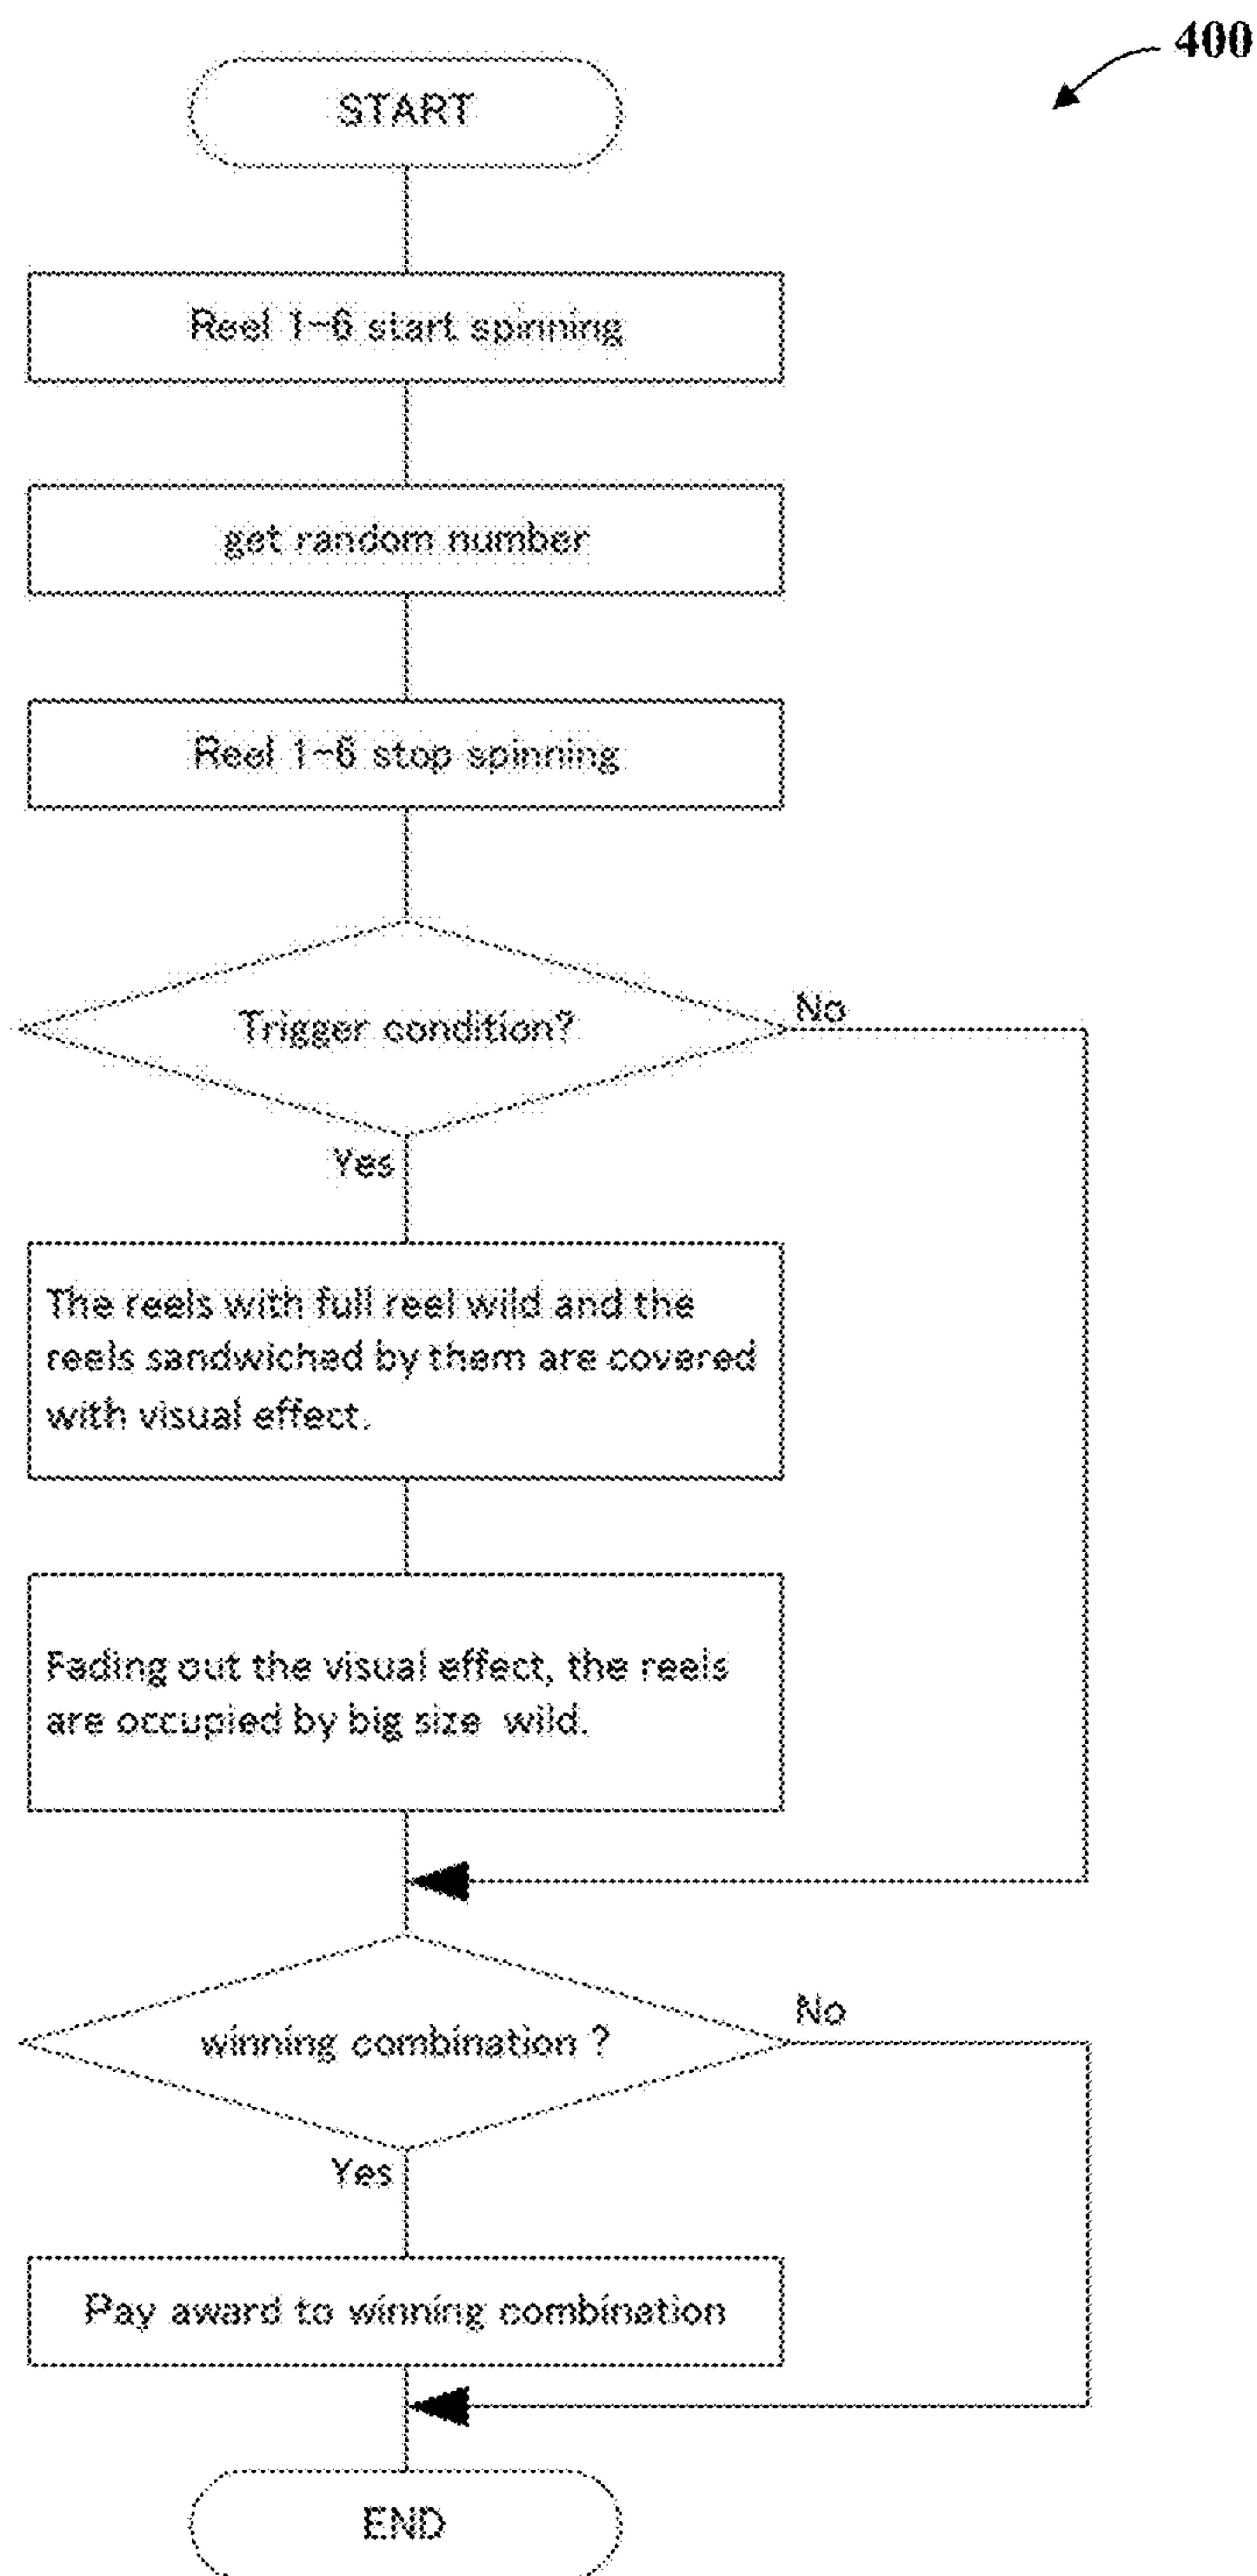 400
START
Reel 1~6 start spinning
get random number
Reel 1~6 stop spinning
Trigger condition?
No
Yes
The reels with full reel wild and the
reels sandwiched by them are covered
with visual effect.
Fading out the visual effect, the reels
are occupied by big size wild.
winning combination ?
No
Yes
Pay award to winning combination
END